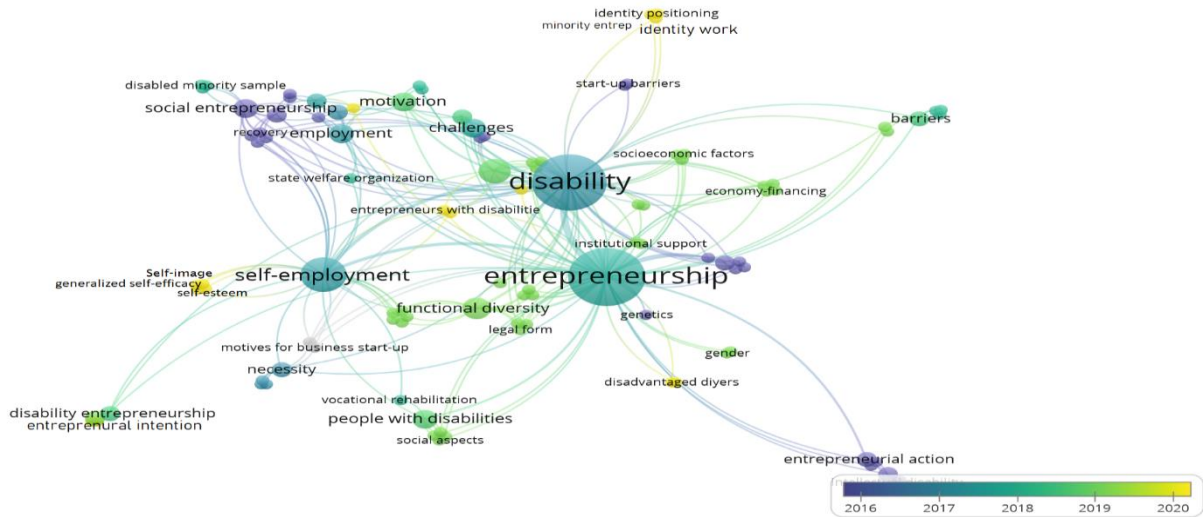 identity positioning
minority entrep
identity work
start-up barriers
disabled minority sample
social entrepreneurship
motivation
recovery
employment
challenges
barriers
state welfare organization
disability
socioeconomic factors
economy-financing
entrepreneurs with disabilitie
institutional support
Self-image
generalized self-efficacy
self-esteem
self-employment
entrepreneurship
functional diversity
legal form
genetics
motives for business start-up
gender
necessity
disadvantaged diyers
vocational rehabilitation
disability entrepreneurship
entreprenural intention
people with disabilities
social aspects
entrepreneurial action
intellectual disability
2016 2017 2018 2019 2020